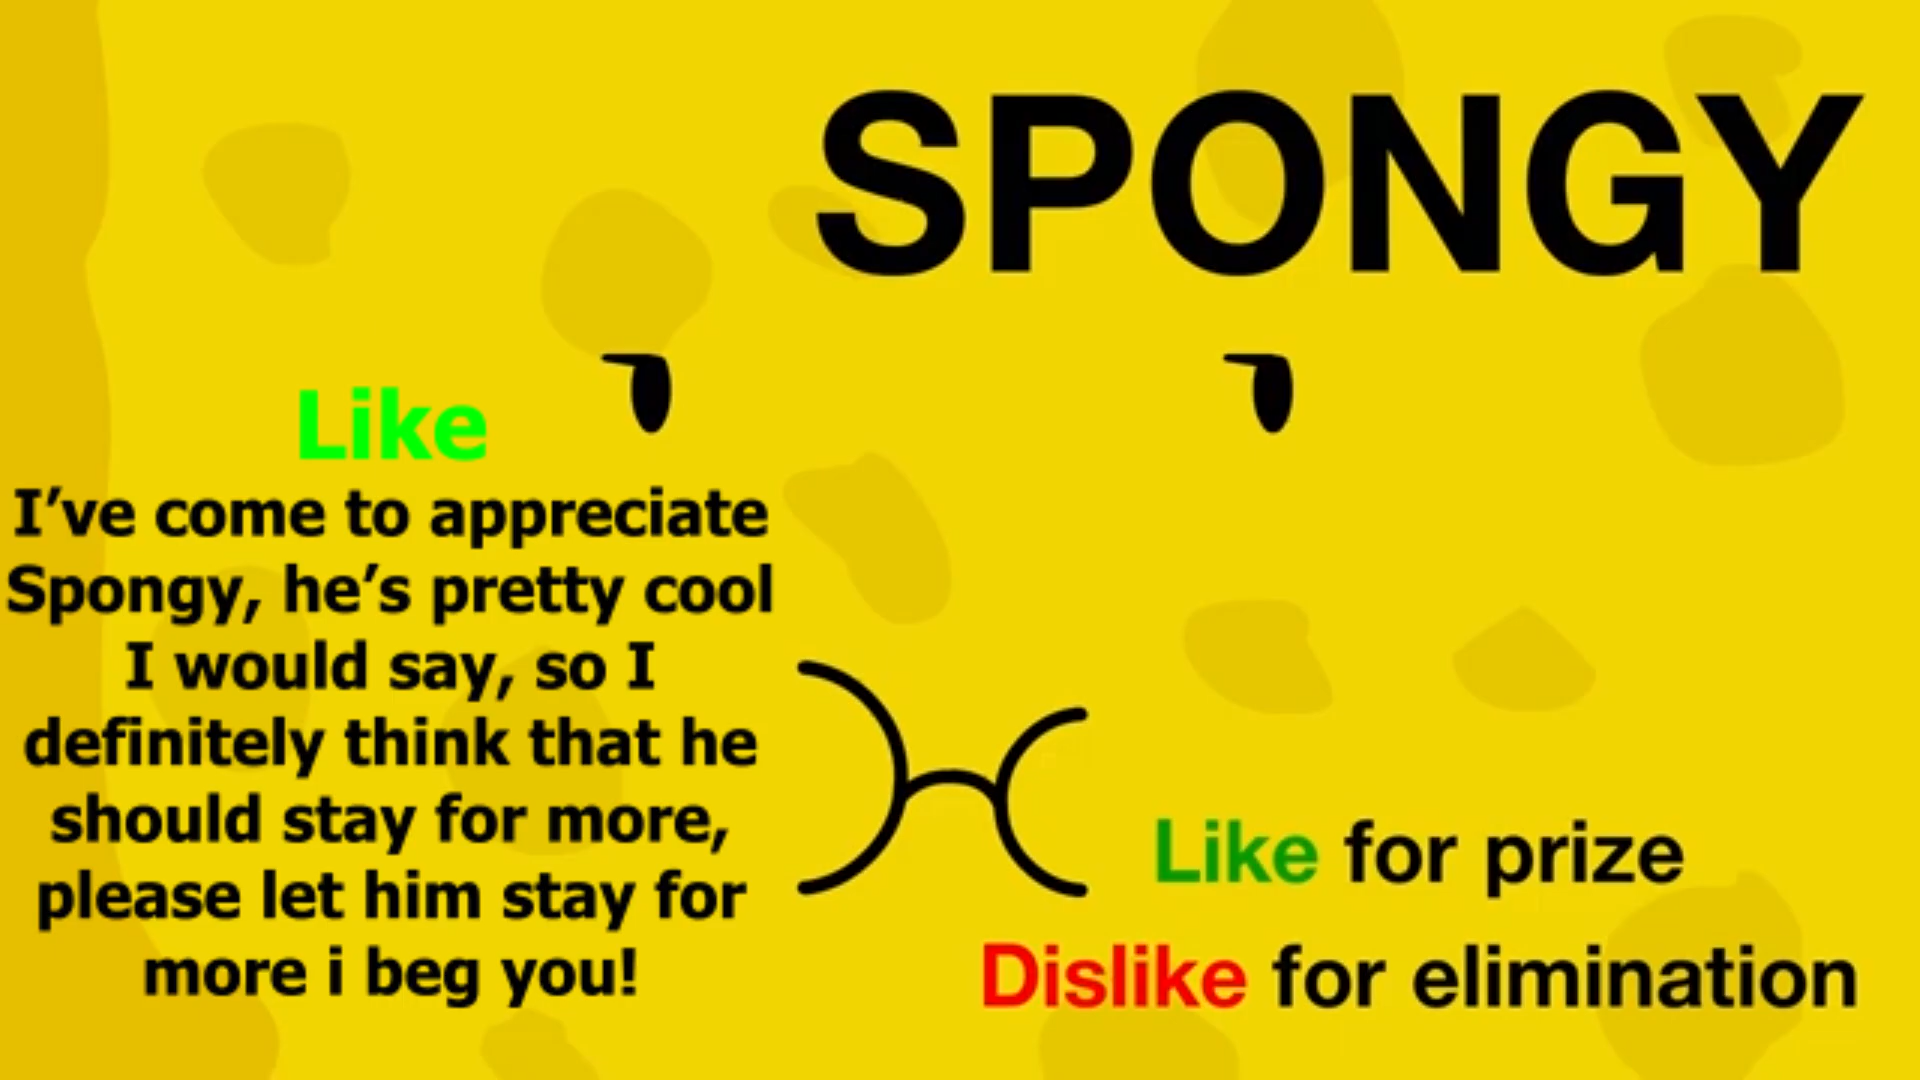 SPONGY
Like
I’ve come to appreciate
Spongy, he’s pretty cool
I would say, so I
definitely think that he
should stay for more,
please let him stay for
more i beg you!
Like for prize
Dislike for elimination